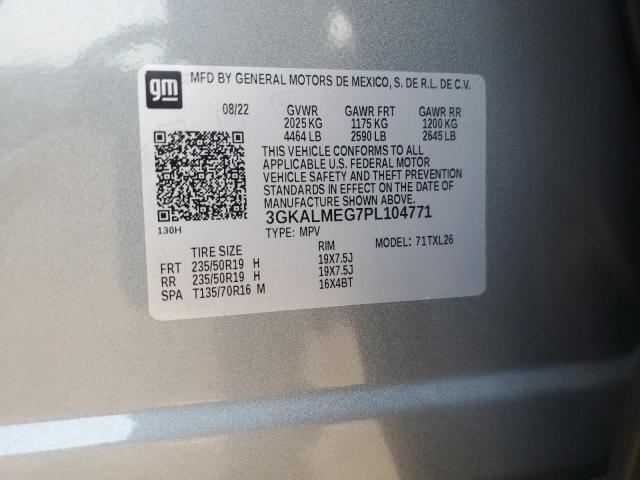 gm MFD BY GENERAL MOTORS DE MEXICO, S. DE R.L. DE C.V.
08/22 GVWR GAWR FRT GAWR RR
2025 KG 1175 KG 1200 KG
4464 LB 2590 LB 2645 LB
THIS VEHICLE CONFORMS TO ALL
APPLICABLE U.S. FEDERAL MOTOR
VEHICLE SAFETY AND THEFT PREVENTION
STANDARDS IN EFFECT ON THE DATE OF
MANUFACTURE SHOWN ABOVE.
130H 3GKALMEG7PL104771
TYPE: MPV MODEL: 71TXL26
TIRE SIZE RIM
FRT 235/50R19 H 19X7.5J
RR 235/50R19 H 19X7.5J
SPA T135/70R16 M 16X4BT